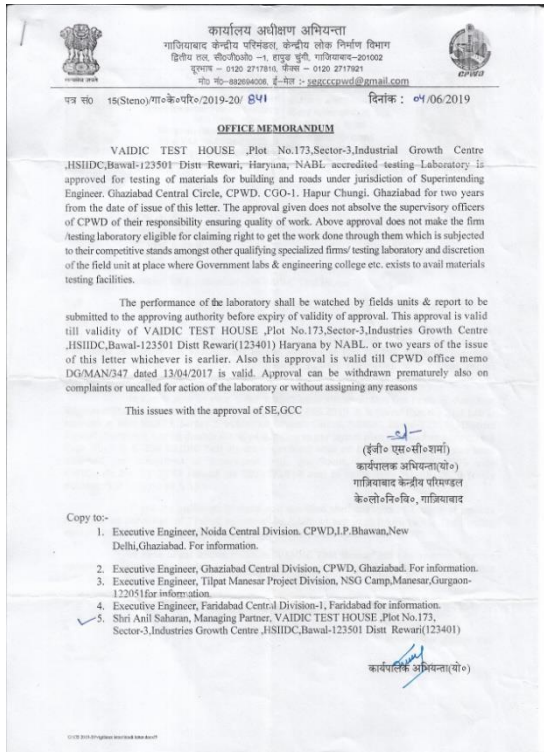 कार्यालय अधीक्षण अभियन्ता
गाजियाबाद केन्द्रीय परिमंडल, केन्द्रीय लोक निर्माण विभाग
द्वितीय तल, सी०जी०ओ० –1, हापुड़ चुंगी, गाजियाबाद–201002
दूरभाष – 0120 2717810, फैक्स – 0120 2717921
मो० नं०–882694006, ई–मेल :- segcccpwd@gmail.com
CPWD
पत्र सं० 15(Steno)/गा०के०परि०/2019-20/ 841 दिनांक : 04/06/2019
OFFICE MEMORANDUM
VAIDIC TEST HOUSE ,Plot No.173,Sector-3,Industrial Growth Centre
,HSIIDC,Bawal-123501 Distt Rewari, Haryana, NABL accredited testing Laboratory is
approved for testing of materials for building and roads under jurisdiction of Superintending
Engineer. Ghaziabad Central Circle, CPWD. CGO-1. Hapur Chungi. Ghaziabad for two years
from the date of issue of this letter. The approval given does not absolve the supervisory officers
of CPWD of their responsibility ensuring quality of work. Above approval does not make the firm
/testing laboratory eligible for claiming right to get the work done through them which is subjected
to their competitive stands amongst other qualifying specialized firms/ testing laboratory and discretion
of the field unit at place where Government labs & engineering college etc. exists to avail materials
testing facilities.
The performance of the laboratory shall be watched by fields units & report to be
submitted to the approving authority before expiry of validity of approval. This approval is valid
till validity of VAIDIC TEST HOUSE ,Plot No.173,Sector-3,Industries Growth Centre
,HSIIDC,Bawal-123501 Distt Rewari(123401) Haryana by NABL. or two years of the issue
of this letter whichever is earlier. Also this approval is valid till CPWD office memo
DG/MAN/347 dated 13/04/2017 is valid. Approval can be withdrawn prematurely also on
complaints or uncalled for action of the laboratory or without assigning any reasons
This issues with the approval of SE,GCC
(इंजी० एस०सी०शर्मा)
कार्यपालक अभियन्ता(यो०)
गाज़ियाबाद केन्द्रीय परिमण्डल
के०लो०नि०वि०, गाज़ियाबाद
Copy to:-
1. Executive Engineer, Noida Central Division. CPWD,I.P.Bhawan,New
Delhi,Ghaziabad. For information.
2. Executive Engineer, Ghaziabad Central Division, CPWD, Ghaziabad. For information.
3. Executive Engineer, Tilpat Manesar Project Division, NSG Camp,Manesar,Gurgaon-
122051for information.
4. Executive Engineer, Faridabad Central Division-1, Faridabad for information.
5. Shri Anil Saharan, Managing Partner, VAIDIC TEST HOUSE ,Plot No.173,
Sector-3,Industries Growth Centre ,HSIIDC,Bawal-123501 Distt Rewari(123401)
कार्यपालक अभियन्ता(यो०)